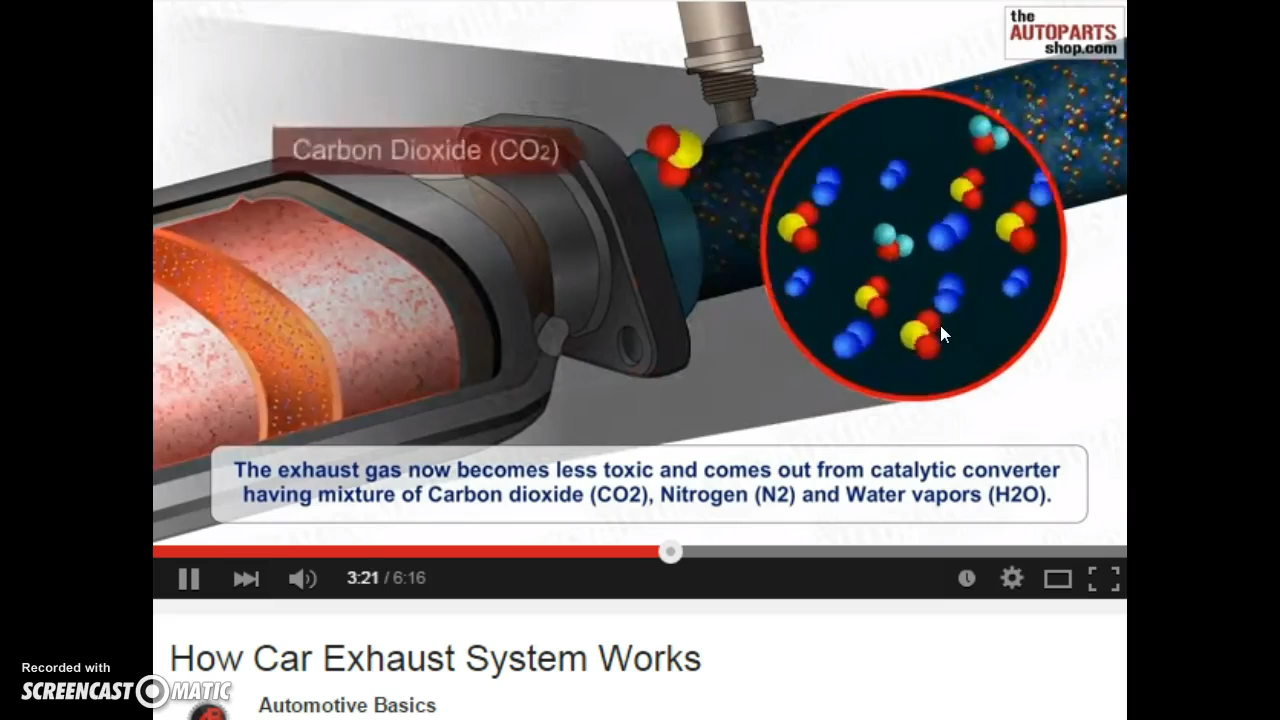 the
AUTOPARTS
shop.com
Carbon Dioxide (CO2)
The exhaust gas now becomes less toxic and comes out from catalytic converter
having mixture of Carbon dioxide (CO2), Nitrogen (N2) and Water vapors (H2O).
3:21 / 6:16
How Car Exhaust System Works
Automotive Basics
Recorded with
SCREENCAST MATIC